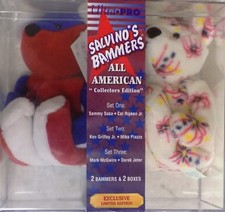 UltraPRO
SALVINO'S
BAMMERS
ALL
AMERICAN
"Collectors Edition"
Set One:
Sammy Sosa • Cal Ripken Jr.
Set Two:
Ken Griffey Jr. • Mike Piazza
Set Three:
Mark McGwire • Derek Jeter
2 BAMMERS & 2 BOXES
EXCLUSIVE
LIMITED EDITION